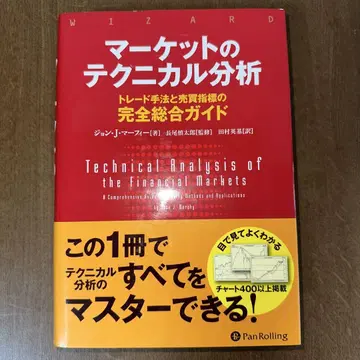 WIZARD
マーケットの
テクニカル分析
トレード手法と売買指標の
完全総合ガイド
ジョン・J・マーフィー[著] 長尾慎太郎[監修] 田村英基[訳]
Technical Analysis of
the Financial Markets
by John J. Murphy
この1冊で
テクニカル
分析の
すべてを
マスターできる!
目で見てよくわかる
チャート400以上掲載
PanRolling